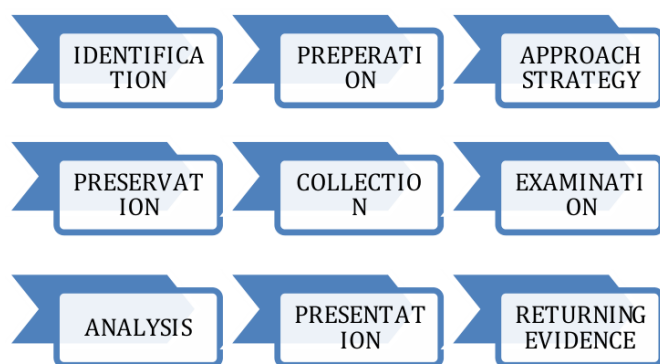 IDENTIFICA
TION
PREPERATI
ON
APPROACH
STRATEGY
PRESERVAT
ION
COLLECTIO
N
EXAMINATI
ON
ANALYSIS
PRESENTAT
ION
RETURNING
EVIDENCE